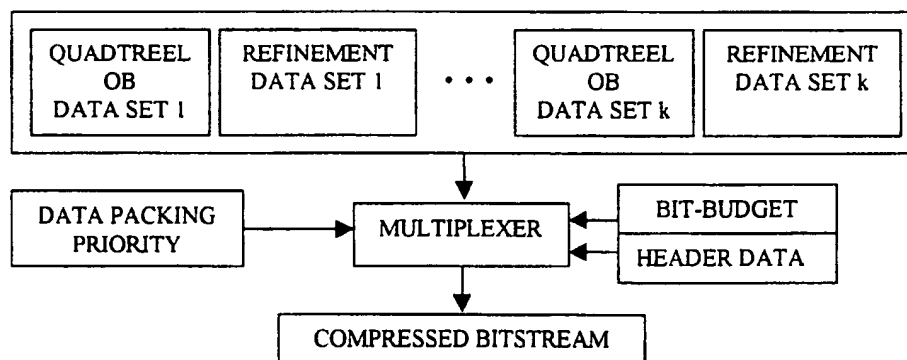 QUADTREEL
OB
DATA SET 1
REFINEMENT
DATA SET 1
• • •
QUADTREEL
OB
DATA SET k
REFINEMENT
DATA SET k
DATA PACKING
PRIORITY
MULTIPLEXER
BIT-BUDGET
HEADER DATA
COMPRESSED BITSTREAM